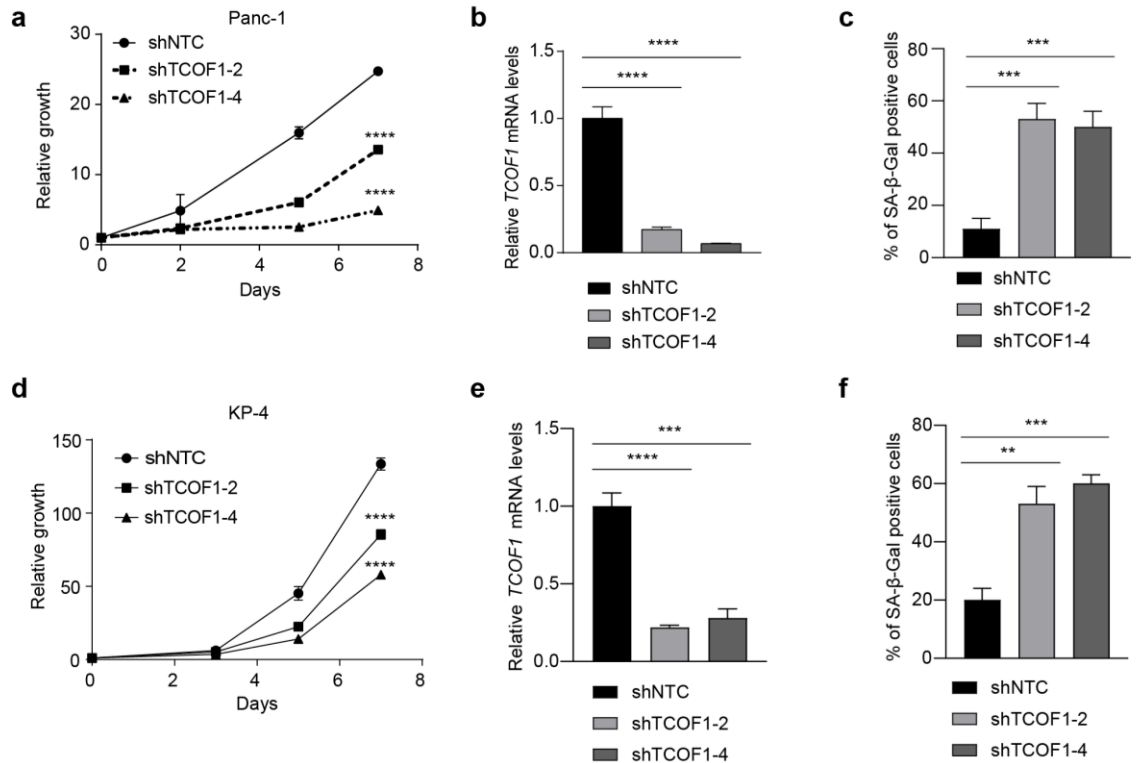 a
Panc-1
shNTC
shTCOF1-2
shTCOF1-4
Relative growth
30
20
10
0
****
****
0 2 4 6 8
Days
b
Relative TCOF1 mRNA levels
1.5
1.0
0.5
0.0
****
****
shNTC
shTCOF1-2
shTCOF1-4
c
% of SA-β-Gal positive cells
80
60
40
20
0
***
***
shNTC
shTCOF1-2
shTCOF1-4
d
KP-4
shNTC
shTCOF1-2
shTCOF1-4
Relative growth
150
100
50
0
****
****
0 2 4 6 8
Days
e
Relative TCOF1 mRNA levels
1.5
1.0
0.5
0.0
***
****
shNTC
shTCOF1-2
shTCOF1-4
f
% of SA-β-Gal positive cells
80
60
40
20
0
***
**
shNTC
shTCOF1-2
shTCOF1-4